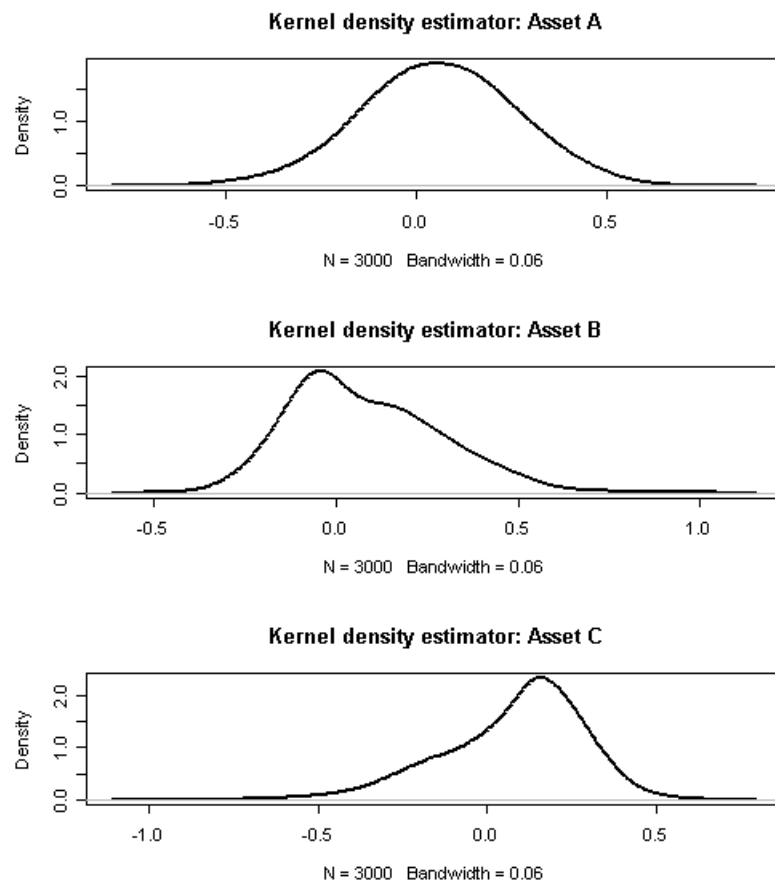 Kernel density estimator: Asset A
Density
0.0 1.0
-0.5 0.0 0.5
N = 3000 Bandwidth = 0.06
Kernel density estimator: Asset B
Density
0.0 1.0 2.0
-0.5 0.0 0.5 1.0
N = 3000 Bandwidth = 0.06
Kernel density estimator: Asset C
Density
0.0 1.0 2.0
-1.0 -0.5 0.0 0.5
N = 3000 Bandwidth = 0.06